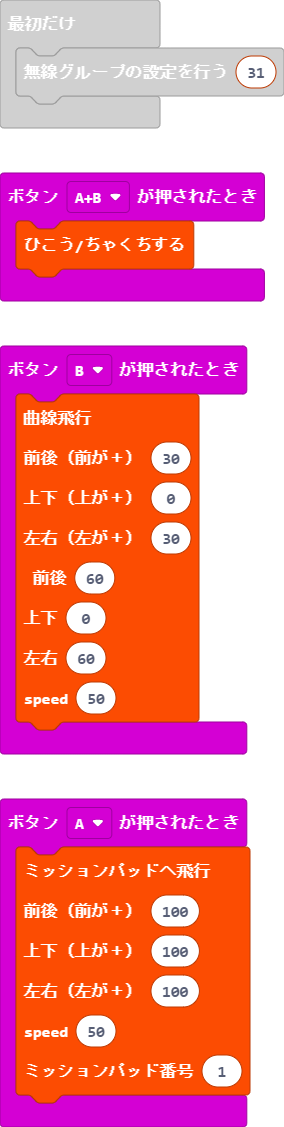 最初だけ
無線グループの設定を行う 31
ボタン A+B が押されたとき
ひこう/ちゃくちする
ボタン B が押されたとき
曲線飛行
前後（前が＋） 30
上下（上が＋） 0
左右（左が＋） 30
前後 60
上下 0
左右 60
speed 50
ボタン A が押されたとき
ミッションパッドへ飛行
前後（前が＋） 100
上下（上が＋） 100
左右（左が＋） 100
speed 50
ミッションパッド番号 1